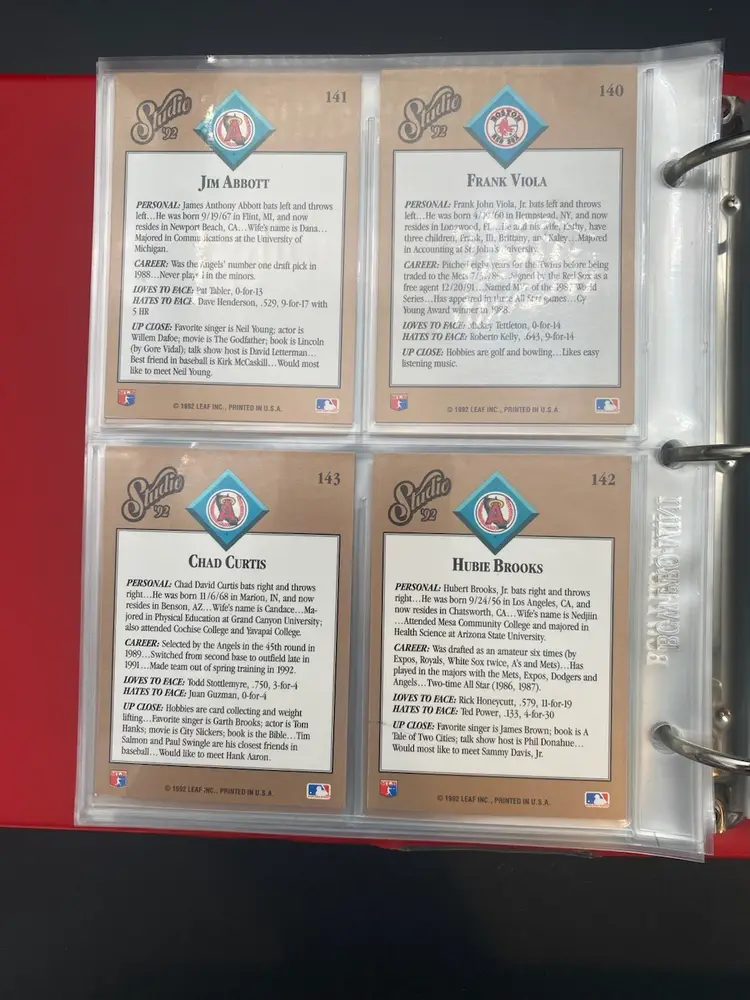 Studio '92
141
JIM ABBOTT
PERSONAL: James Anthony Abbott bats left and throws
left...He was born 9/19/67 in Flint, MI, and now
resides in Newport Beach, CA...Wife's name is Dana...
Majored in Communications at the University of
Michigan.
CAREER: Was the Angels' number one draft pick in
1988...Never played in the minors.
LOVES TO FACE: Pat Tabler, 0-for-13
HATES TO FACE: Dave Henderson, .529, 9-for-17 with
5 HR
UP CLOSE: Favorite singer is Neil Young; actor is
Willem Dafoe; movie is The Godfather; book is Lincoln
(by Gore Vidal); talk show host is David Letterman...
Best friend in baseball is Kirk McCaskill...Would most
like to meet Neil Young.
© 1992 LEAF INC., PRINTED IN U.S.A.
Studio '92
BOSTON
RED SOX
140
FRANK VIOLA
PERSONAL: Frank John Viola, Jr. bats left and throws
left...He was born 4/19/60 in Hempstead, NY, and now
resides in Longwood, FL...He and his wife, Kathy, have
three children, Frank, III, Brittany, and Kaley...Majored
in Accounting at St. John's University.
CAREER: Pitched eight years for the Twins before being
traded to the Mets Signed by the Red Sox as a
free agent 12/20/91...Named MVP of the 1987 World
Series...Has appeared in three All Star games...Cy
Young Award winner in 1988.
LOVES TO FACE: Mickey Tettleton, 0-for-14
HATES TO FACE: Roberto Kelly, .643, 9-for-14
UP CLOSE: Hobbies are golf and bowling...Likes easy
listening music.
© 1992 LEAF INC., PRINTED IN U.S.A.
Studio '92
143
CHAD CURTIS
PERSONAL: Chad David Curtis bats right and throws
right...He was born 11/6/68 in Marion, IN, and now
resides in Benson, AZ...Wife's name is Candace...Ma-
jored in Physical Education at Grand Canyon University;
also attended Cochise College and Yavapai College.
CAREER: Selected by the Angels in the 45th round in
1989...Switched from second base to outfield late in
1991...Made team out of spring training in 1992.
LOVES TO FACE: Todd Stottlemyre, .750, 3-for-4
HATES TO FACE: Juan Guzman, 0-for-4
UP CLOSE: Hobbies are card collecting and weight
lifting...Favorite singer is Garth Brooks; actor is Tom
Hanks; movie is City Slickers; book is the Bible...Tim
Salmon and Paul Swingle are his closest friends in
baseball...Would like to meet Hank Aaron.
© 1992 LEAF INC., PRINTED IN U.S.A.
Studio '92
142
HUBIE BROOKS
PERSONAL: Hubert Brooks, Jr. bats right and throws
right...He was born 9/24/56 in Los Angeles, CA, and
now resides in Chatsworth, CA...Wife's name is Nedjiin
...Attended Mesa Community College and majored in
Health Science at Arizona State University.
CAREER: Was drafted as an amateur six times (by
Expos, Royals, White Sox twice, A's and Mets)...Has
played in the majors with the Mets, Expos, Dodgers and
Angels...Two-time All Star (1986, 1987).
LOVES TO FACE: Rick Honeycutt, .579, 11-for-19
HATES TO FACE: Ted Power, .133, 4-for-30
UP CLOSE: Favorite singer is James Brown; book is A
Tale of Two Cities; talk show host is Phil Donahue...
Would most like to meet Sammy Davis, Jr.
© 1992 LEAF INC., PRINTED IN U.S.A.